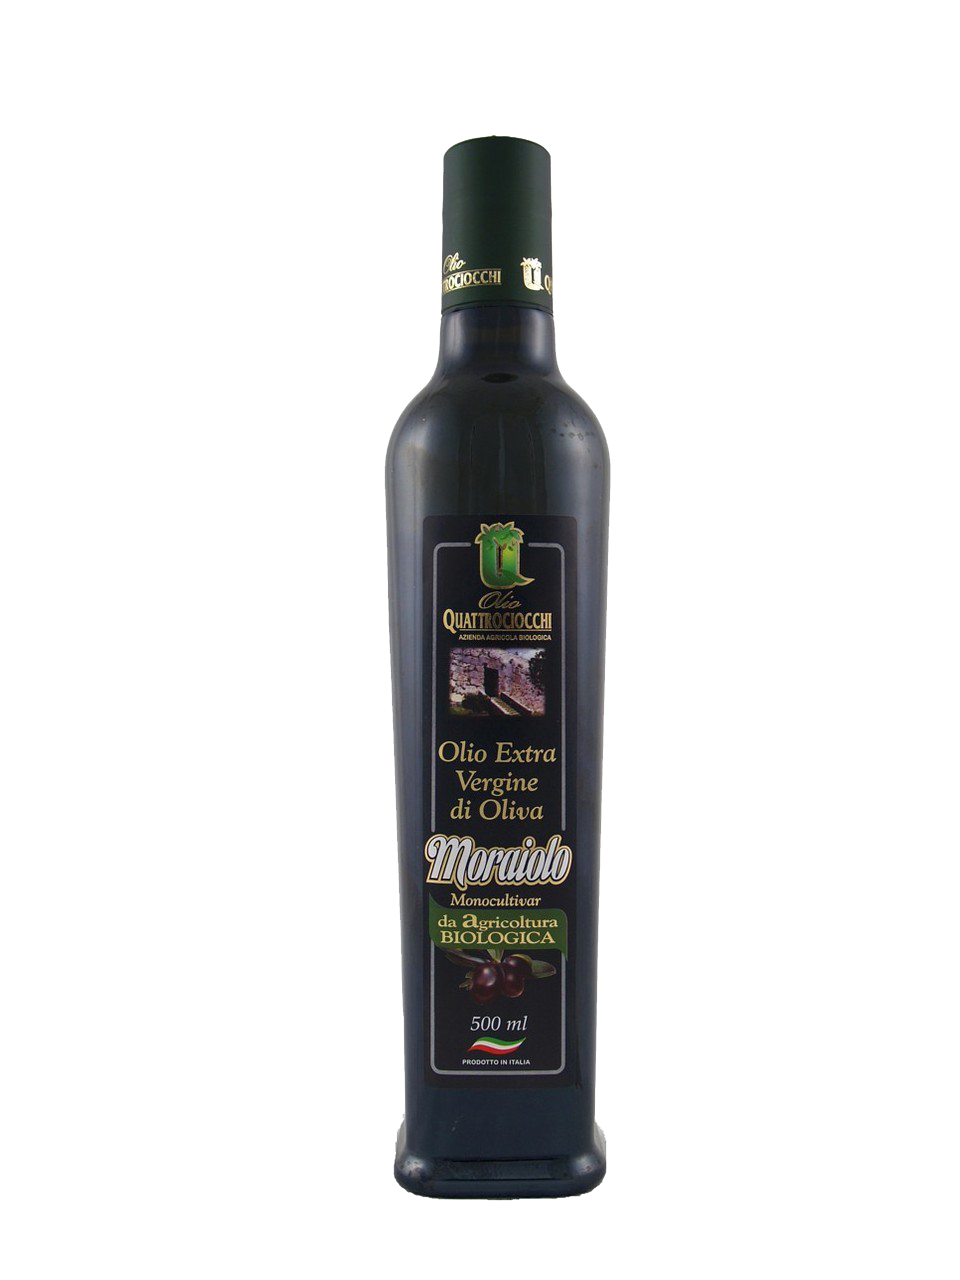 Olio
TROCIOCCHI
Olio
QUATTROCIOCCHI
AZIENDA AGRICOLA BIOLOGICA
Olio Extra
Vergine
di Oliva
Moraiolo
Monocultivar
da agricoltura
BIOLOGICA
500 ml
PRODOTTO IN ITALIA